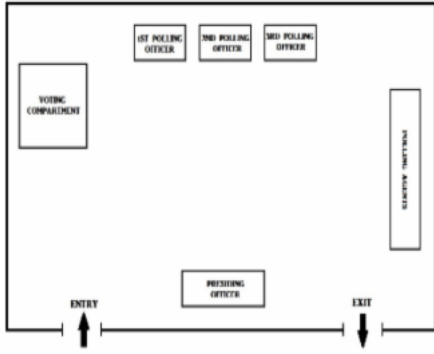 1ST POLLING
OFFICER
2ND POLLING
OFFICER
3RD POLLING
OFFICER
VOTING
COMPARTMENT
POLLING AGENTS
PRESIDING
OFFICER
ENTRY
EXIT